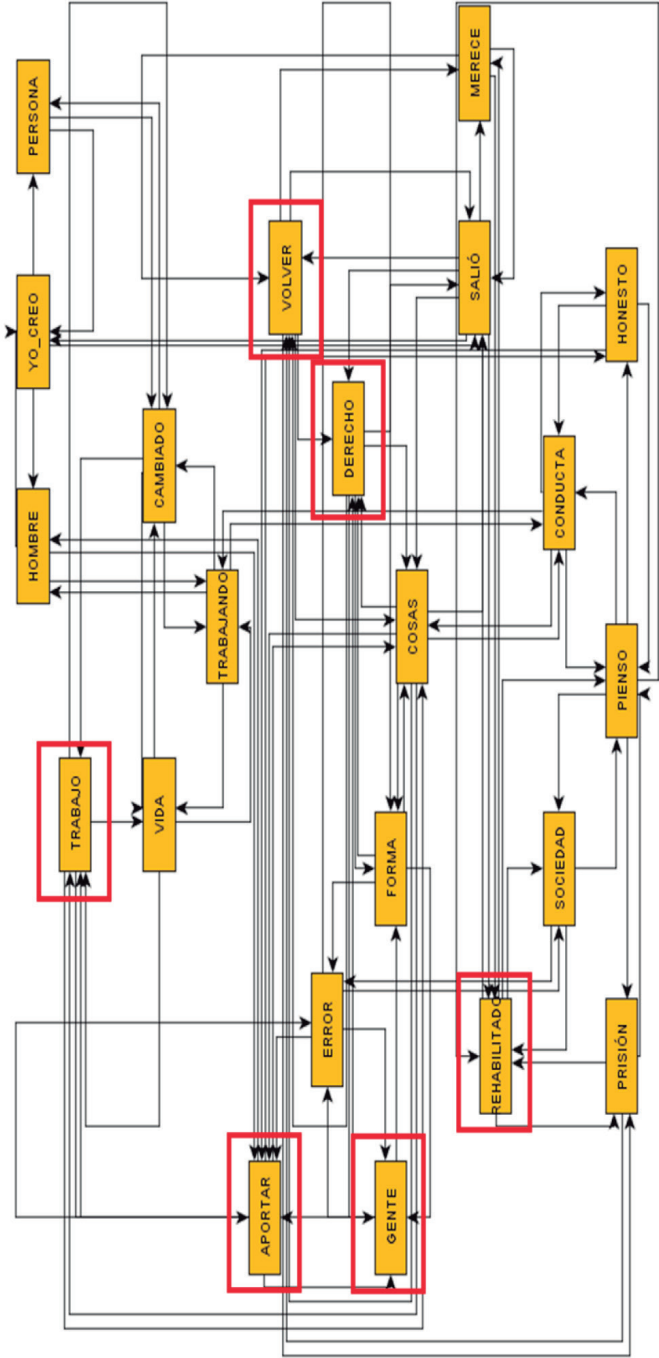 PERSONA
YO_CREO
HOMBRE
TRABAJO
CAMBIADO
VIDA
TRABAJANDO
MERECE
VOLVER
SALIÓ
DERECHO
COSAS
FORMA
ERROR
APORTAR
GENTE
HONESTO
CONDUCTA
PIENSO
SOCIEDAD
REHABILITADO
PRISIÓN